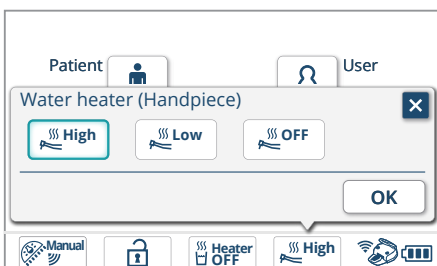 Patient User
Water heater (Handpiece)
High Low OFF
OK
Manual Heater OFF High